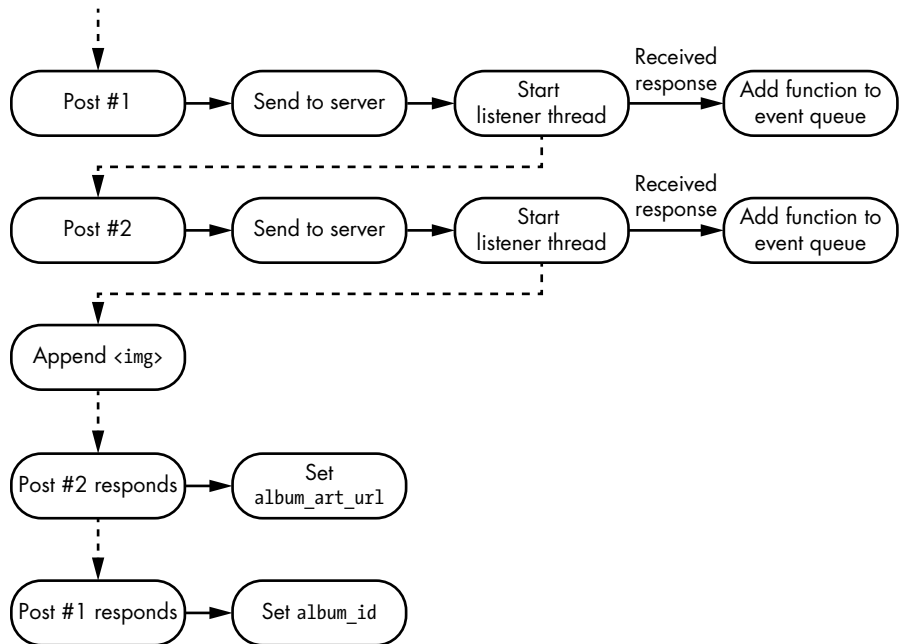 Post #1
Send to server
Start
listener thread
Received
response
Add function to
event queue
Post #2
Send to server
Start
listener thread
Received
response
Add function to
event queue
Append <img>
Post #2 responds
Set
album_art_url
Post #1 responds
Set album_id